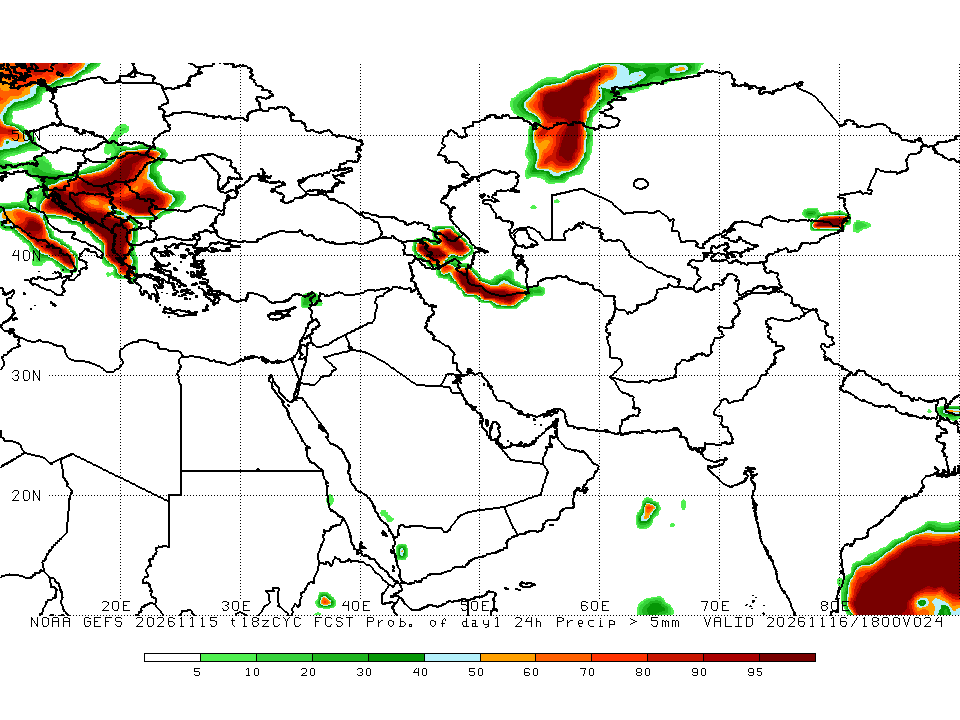 50N
40N
30N
20N
20E 30E 40E 50E 60E 70E 80E
NOAA GEFS 20261115 t18zCYC FCST Prob. of day1 24h Precip > 5mm VALID 20261116/1800V024
5 10 20 30 40 50 60 70 80 90 95